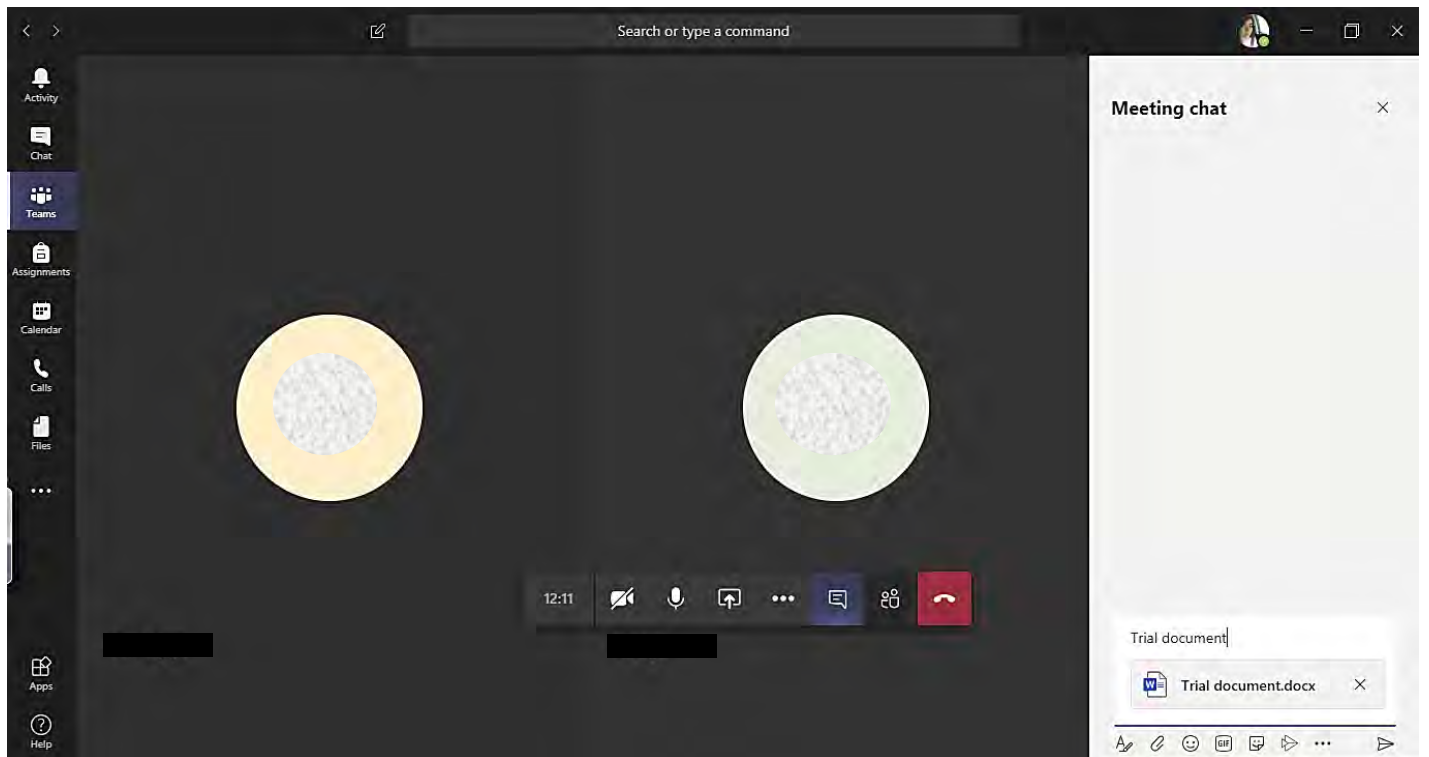 Search or type a command
Activity
Chat
Teams
Assignments
Calendar
Calls
Files
Apps
Help
12:11
Meeting chat
Trial document
Trial document.docx
GIF